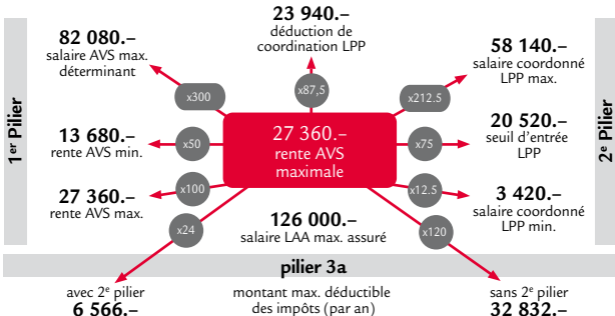 23 940.–
déduction de
coordination LPP
82 080.–
salaire AVS max.
déterminant
58 140.–
salaire coordonné
LPP max.
x300
x87,5
x212.5
1er Pilier
2e Pilier
13 680.–
rente AVS min.
x50
27 360.–
rente AVS
maximale
x75
20 520.–
seuil d'entrée
LPP
27 360.–
rente AVS max.
x100
x12.5
3 420.–
salaire coordonné
LPP min.
x24
126 000.–
salaire LAA max. assuré
x120
pilier 3a
avec 2e pilier
6 566.–
montant max. déductible
des impôts (par an)
sans 2e pilier
32 832.–